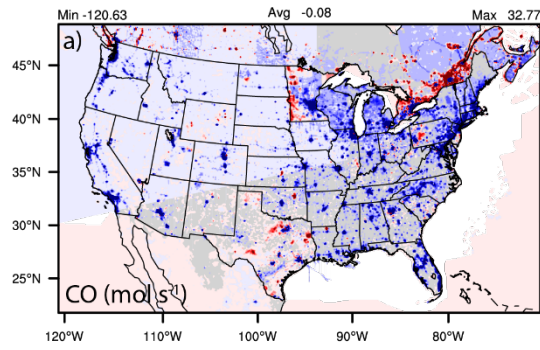 Min -120.63 Avg -0.08 Max 32.77
a)
45°N
40°N
35°N
30°N
25°N
CO (mol s⁻¹)
120°W 110°W 100°W 90°W 80°W